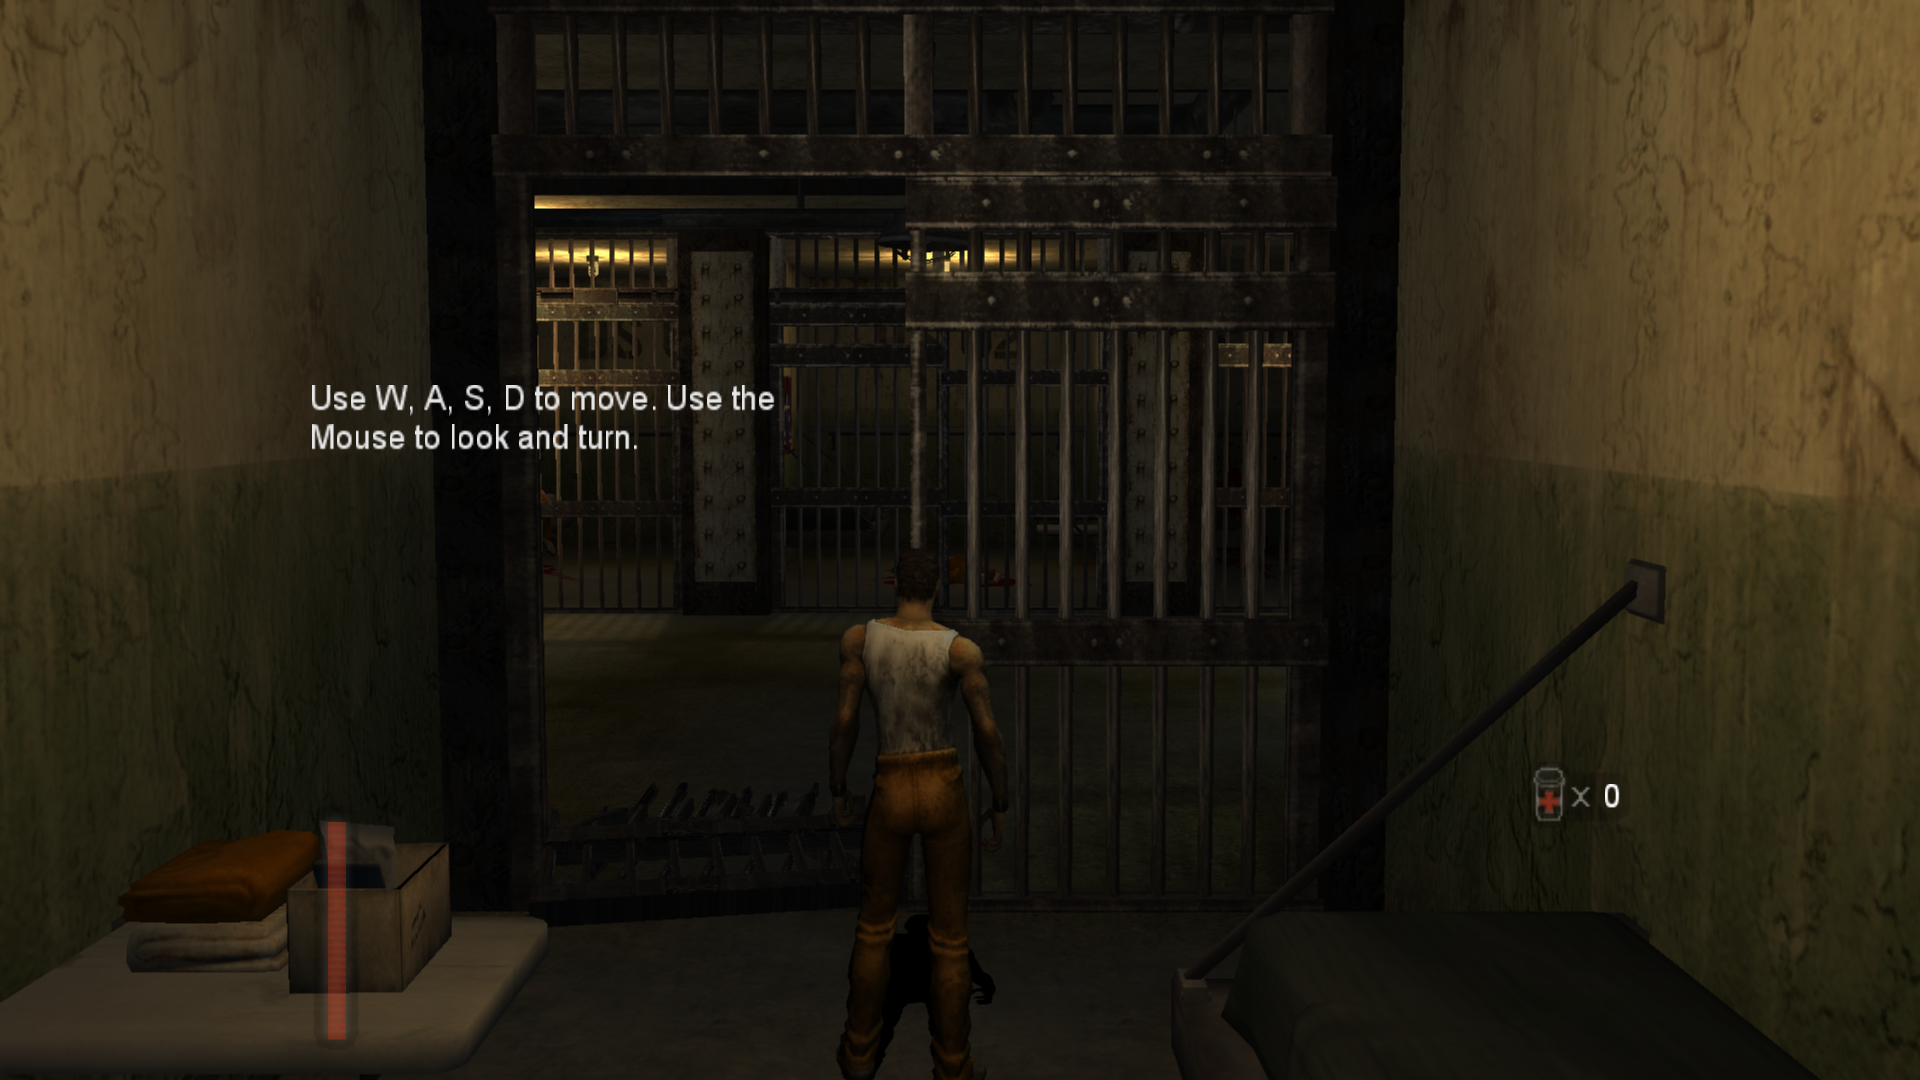 Use W, A, S, D to move. Use the
Mouse to look and turn.
x 0